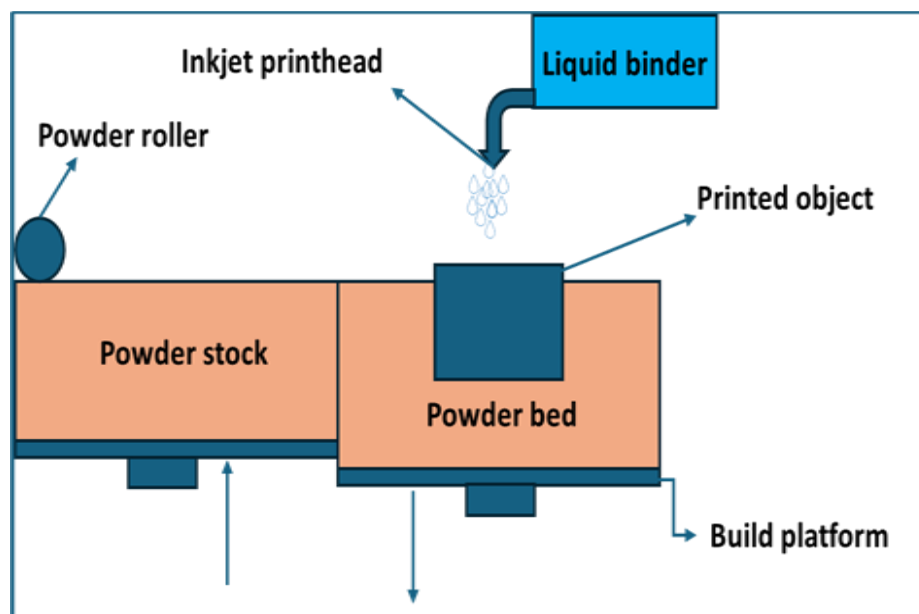 Inkjet printhead
Liquid binder
Powder roller
Printed object
Powder stock
Powder bed
Build platform